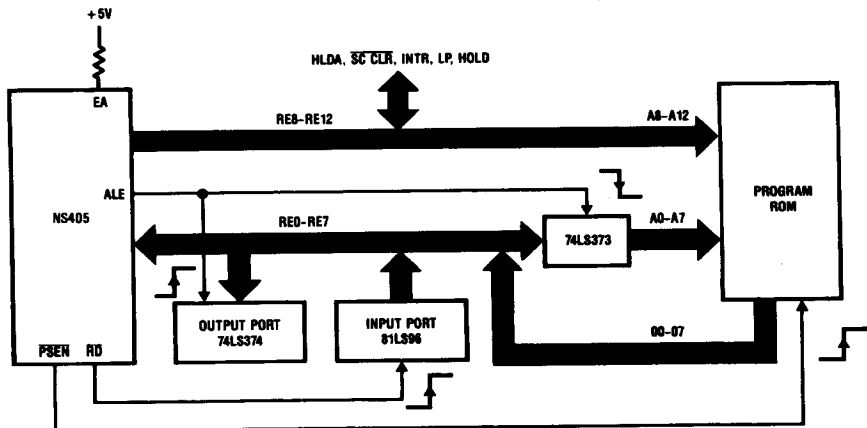 +5V
HLDA, SC CLR, INTR, LP, HOLD
EA
RE8-RE12
A8-A12
ALE
NS405
PROGRAM
ROM
RE0-RE7
74LS373
A0-A7
OUTPUT PORT
74LS374
INPUT PORT
81LS96
00-07
PSEN
RD